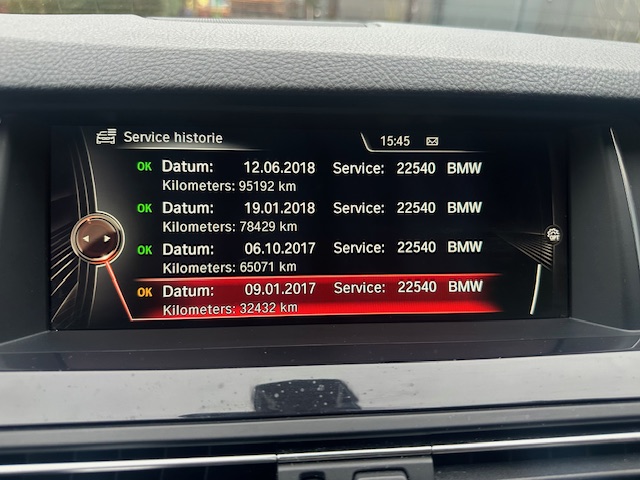 Service historie
15:45
OK Datum: 12.06.2018 Service: 22540 BMW
Kilometers: 95192 km
OK Datum: 19.01.2018 Service: 22540 BMW
Kilometers: 78429 km
OK Datum: 06.10.2017 Service: 22540 BMW
Kilometers: 65071 km
OK Datum: 09.01.2017 Service: 22540 BMW
Kilometers: 32432 km